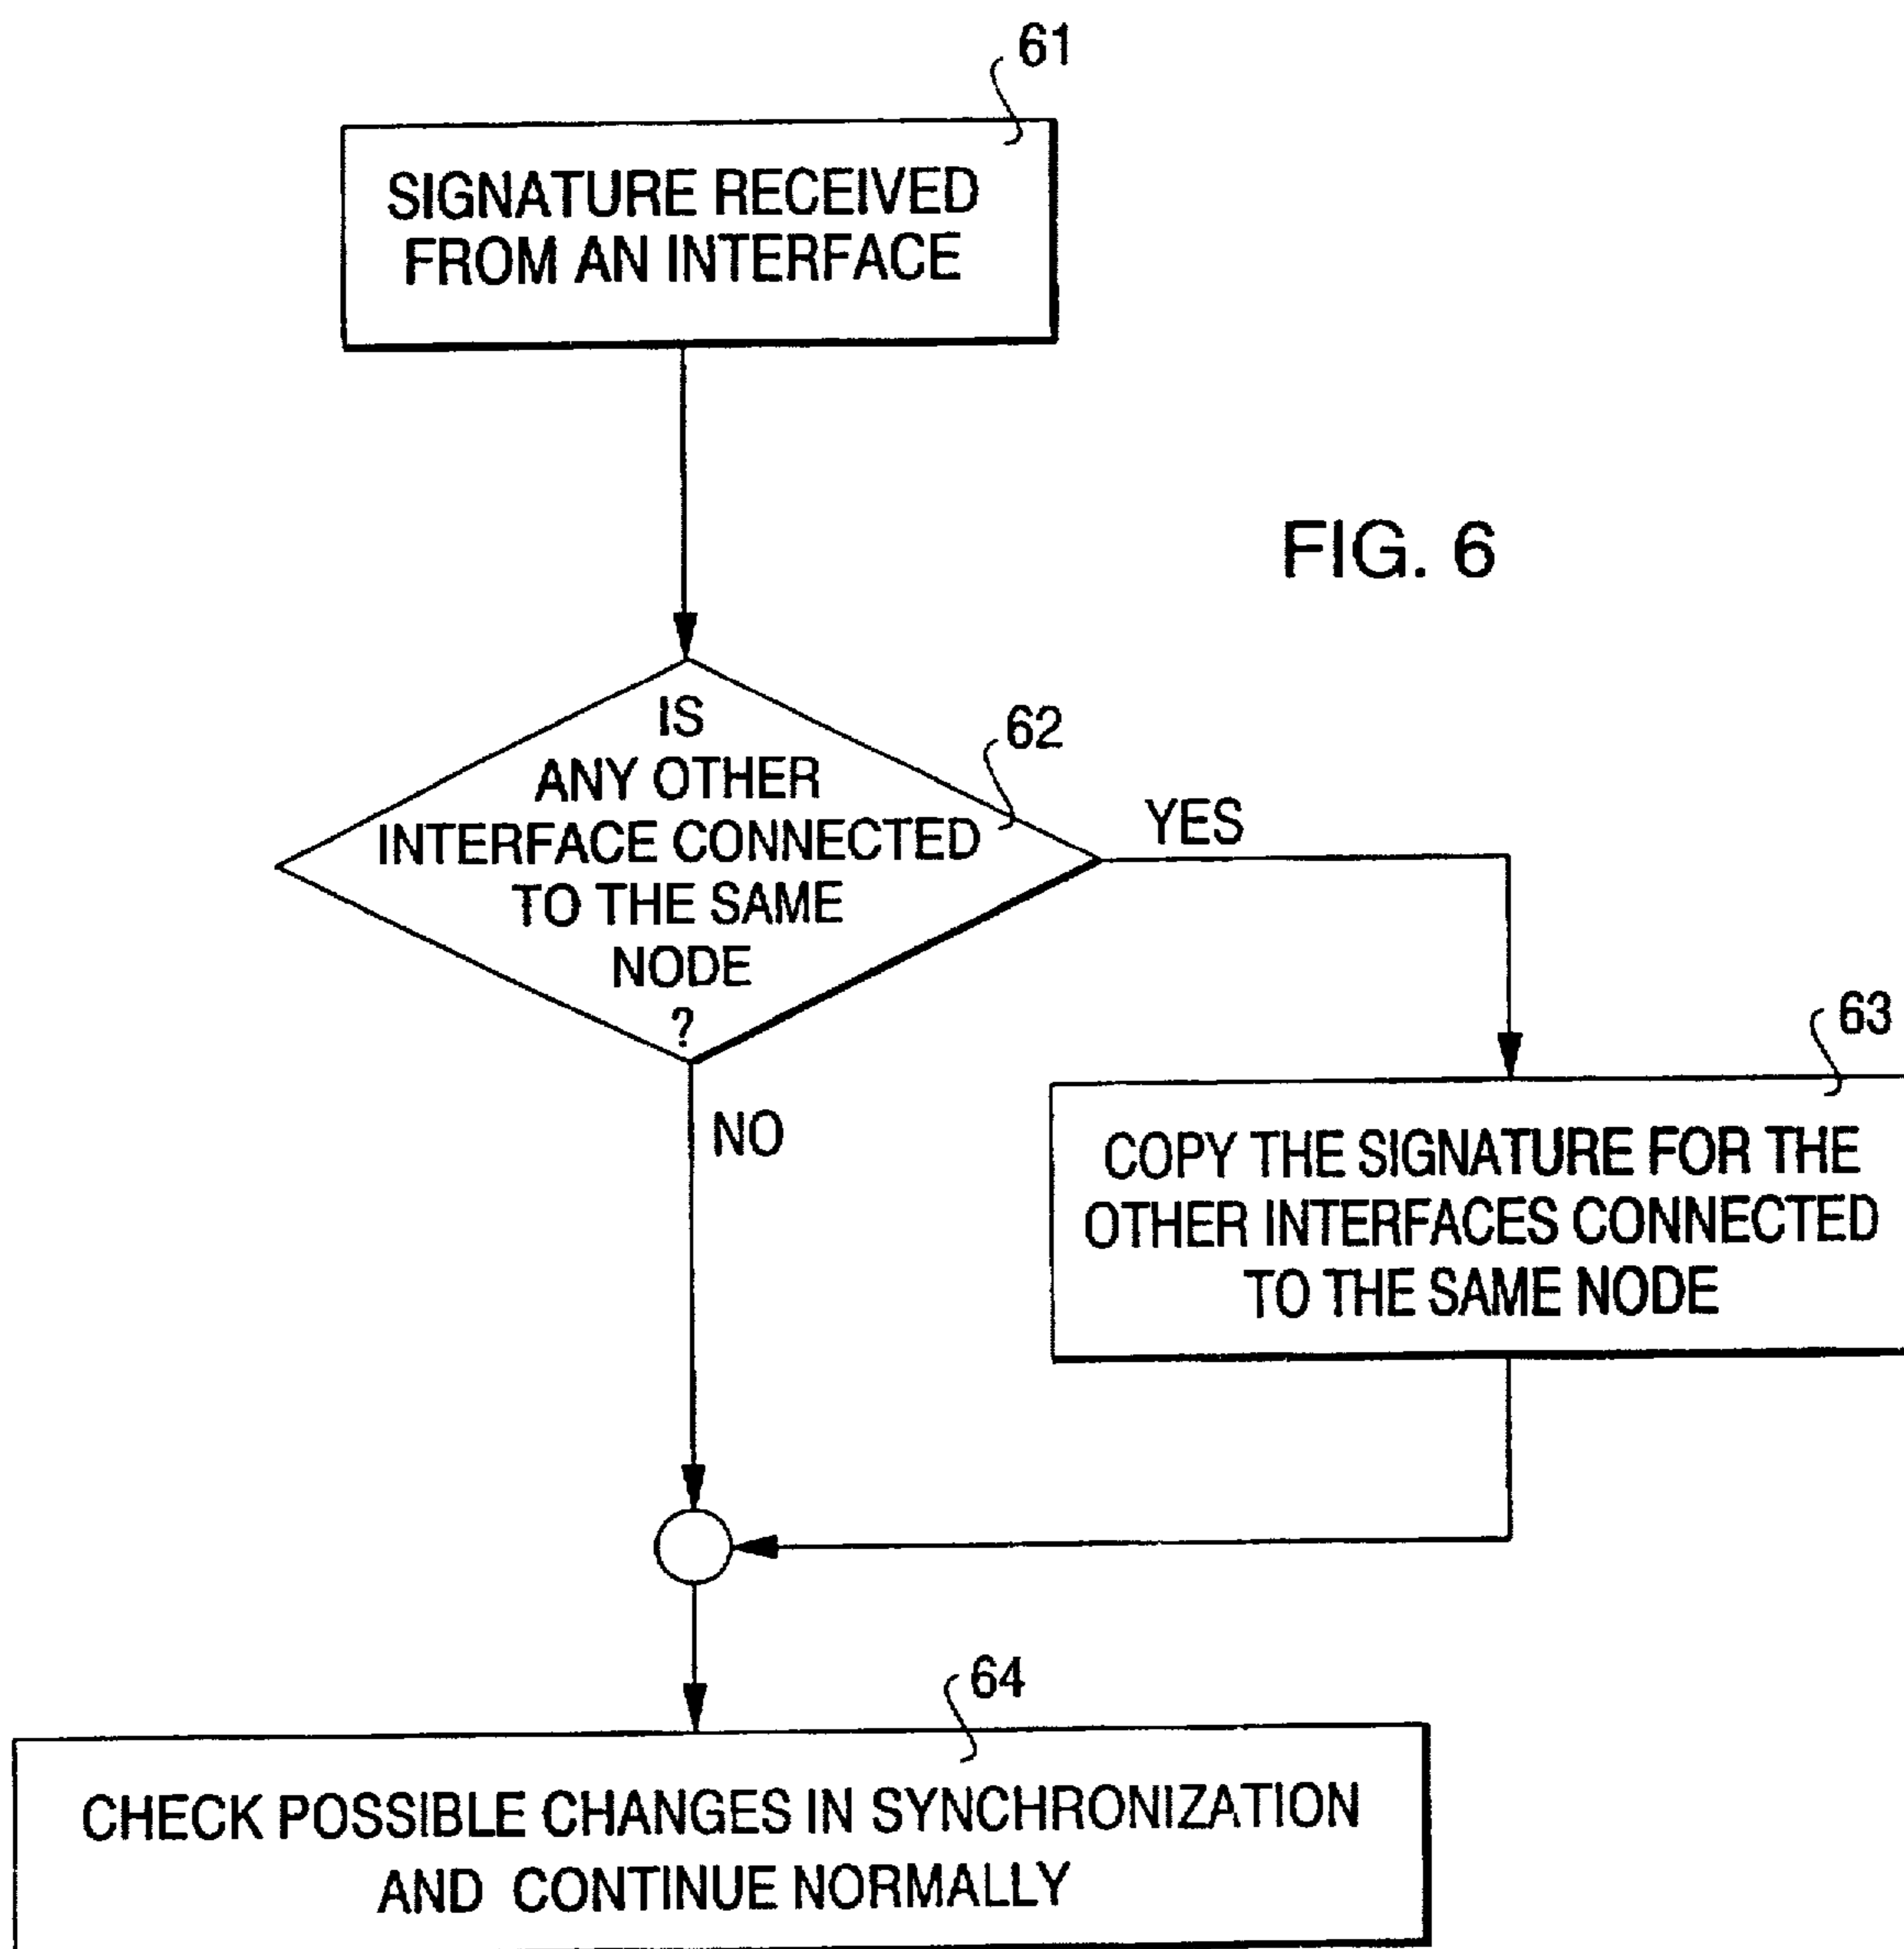 61
SIGNATURE RECEIVED
FROM AN INTERFACE
FIG. 6
62
IS
ANY OTHER
INTERFACE CONNECTED
TO THE SAME
NODE
?
YES
NO
63
COPY THE SIGNATURE FOR THE
OTHER INTERFACES CONNECTED
TO THE SAME NODE
64
CHECK POSSIBLE CHANGES IN SYNCHRONIZATION
AND CONTINUE NORMALLY